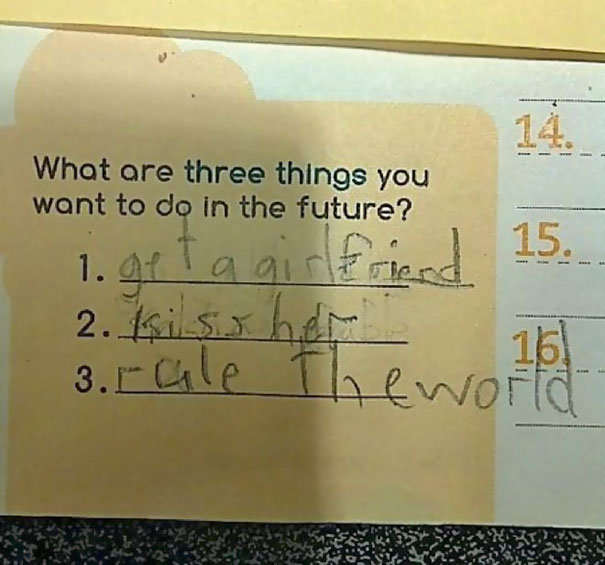 What are three things you
want to do in the future?
1. get a girlfriend
2. kiss her
3. rule the world
14.
15.
16.